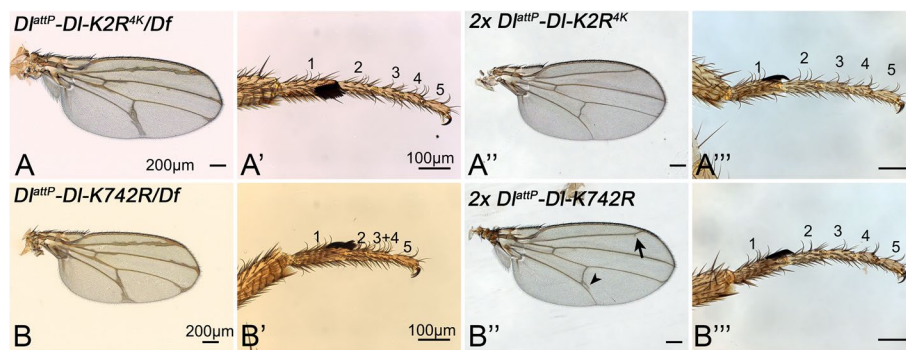 Dl^attP-Dl-K2R^4K/Df
1 2 3 4 5
A 200µm
A' 100µm
2x Dl^attP-Dl-K2R^4K
1 2 3 4 5
A''
A'''
Dl^attP-Dl-K742R/Df
1 2 3+4 5
B 200µm
B' 100µm
2x Dl^attP-Dl-K742R
1 2 3 4 5
B''
B'''